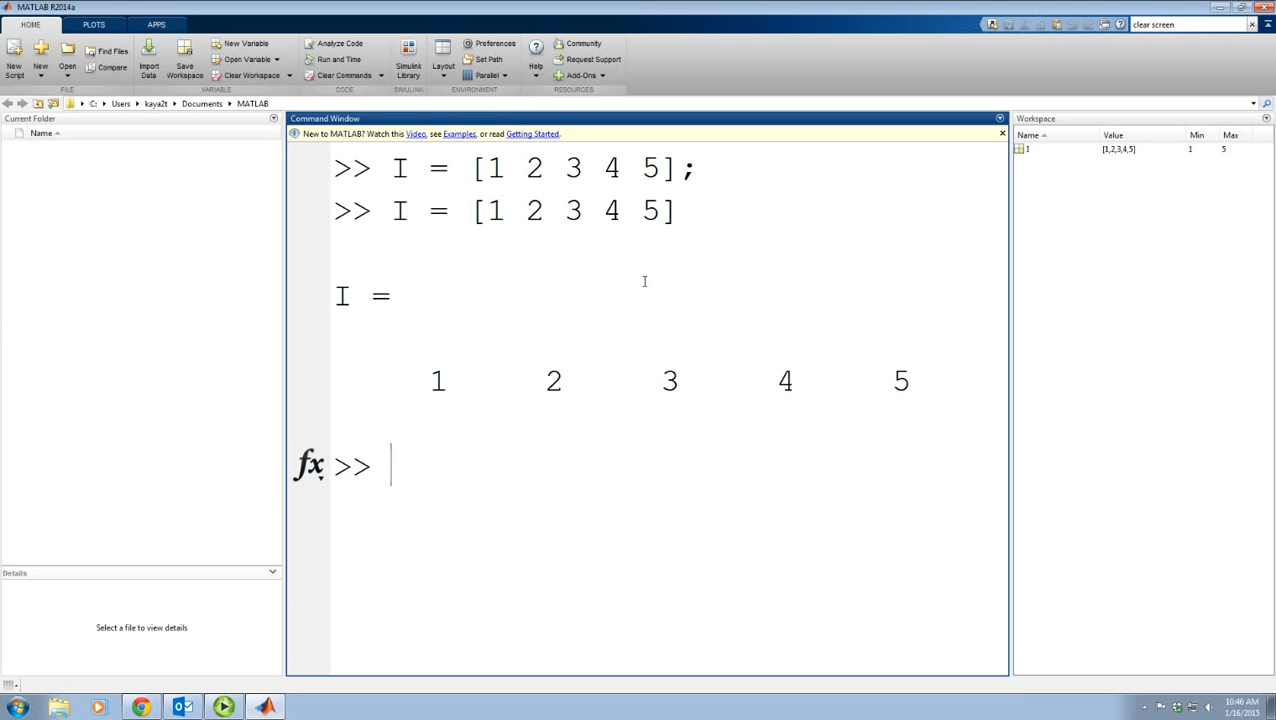 MATLAB R2014a
HOME PLOTS APPS clear screen
New Script
New
Open
Find Files
Compare
Import Data
Save Workspace
New Variable
Open Variable
Clear Workspace
Analyze Code
Run and Time
Clear Commands
Simulink Library
Layout
Preferences
Set Path
Parallel
Help
Community
Request Support
Add-Ons
FILE VARIABLE CODE SIMULINK ENVIRONMENT RESOURCES
C: Users kaya2t Documents MATLAB
Current Folder
Name
Command Window
New to MATLAB? Watch this Video, see Examples, or read Getting Started.
>> I = [1 2 3 4 5];
>> I = [1 2 3 4 5]
I =
1 2 3 4 5
fx >>
Workspace
Name Value Min Max
I [1,2,3,4,5] 1 5
Details
Select a file to view details
10:46 AM
1/16/2015